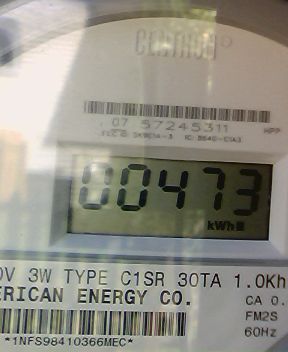 CENTRON®
07 57245311 HPP
00473
kWh
0V 3W TYPE C1SR 30TA 1.0Kh
ERICAN ENERGY CO.
CA 0.
FM2S
60Hz
*1NFS98410366MEC*